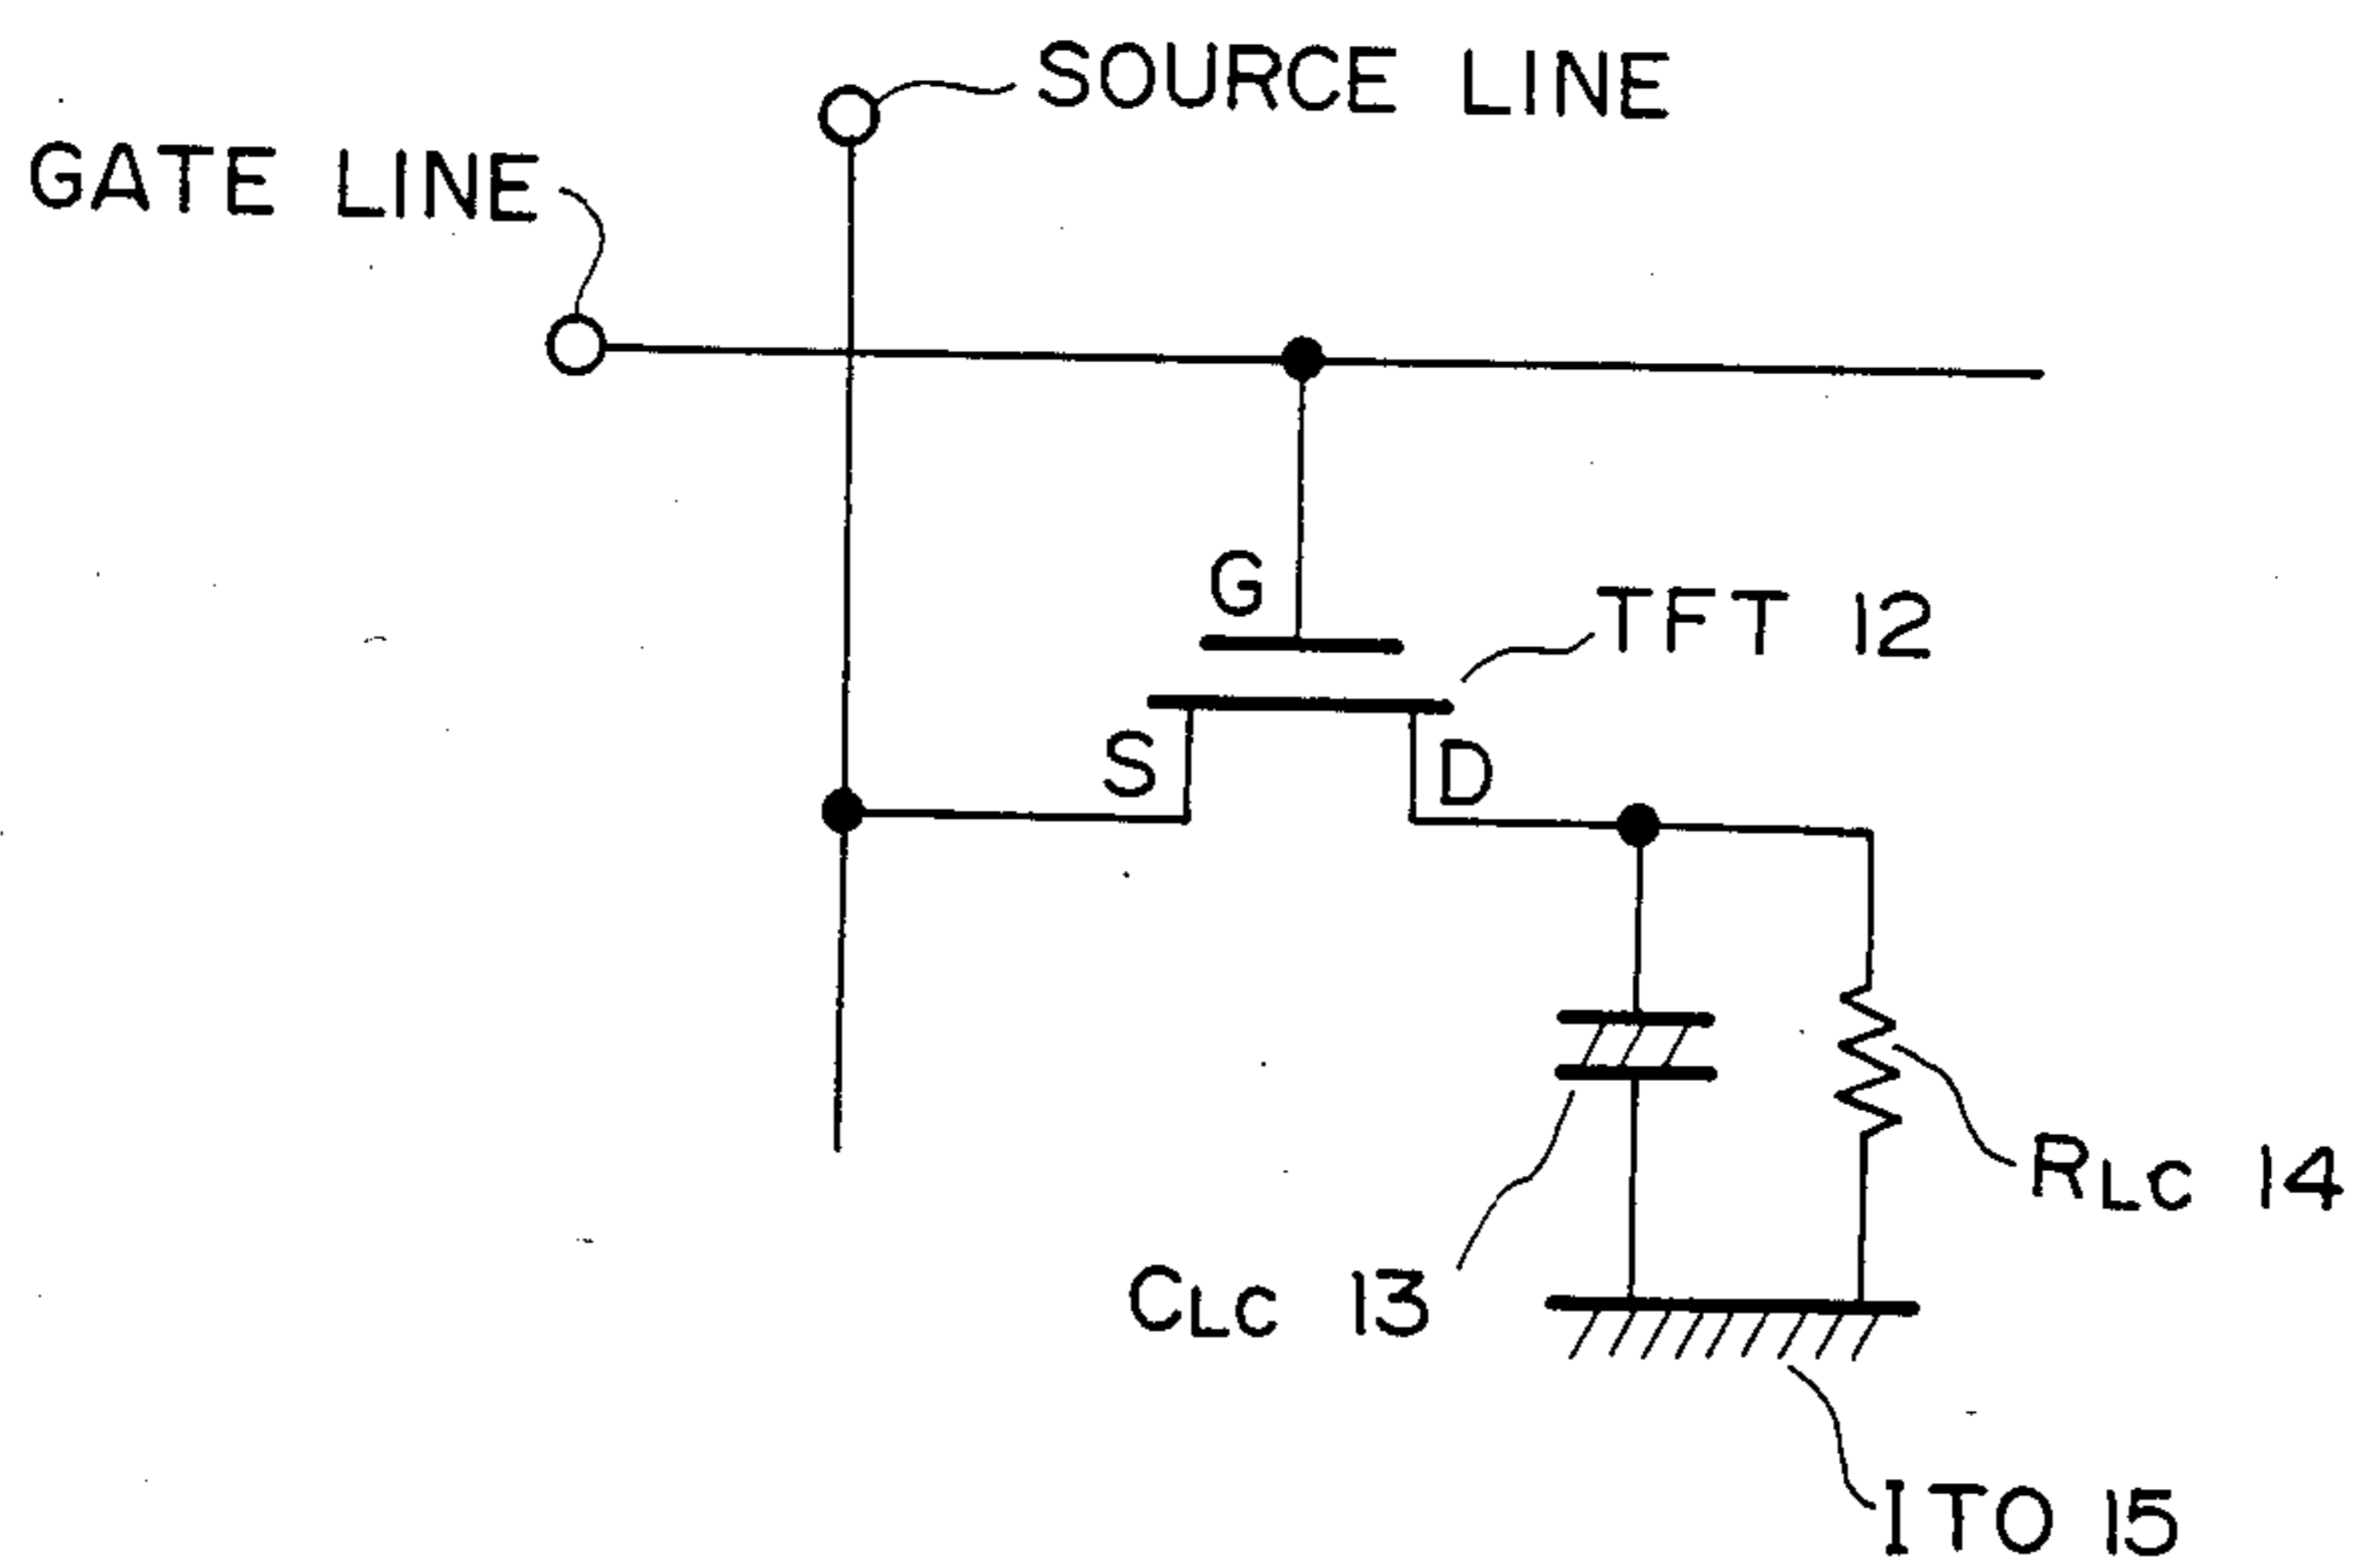 SOURCE LINE
GATE LINE
G
TFT 12
S
D
RLC 14
CLC 13
ITO 15